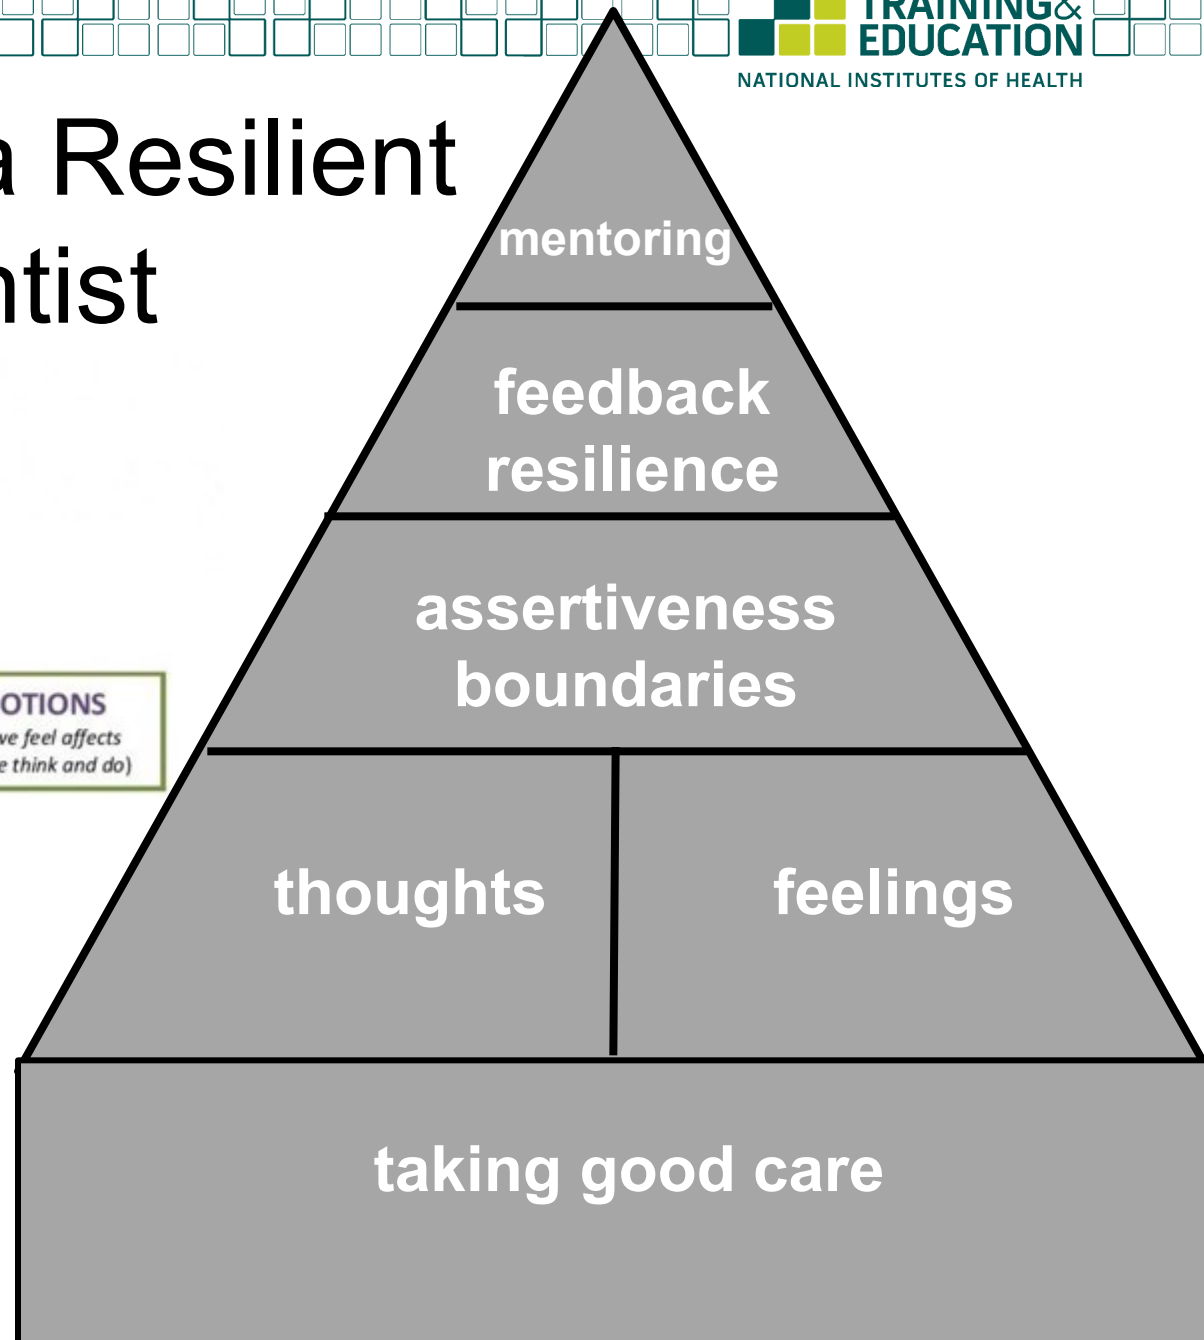 TRAINING&
EDUCATION
NATIONAL INSTITUTES OF HEALTH
a Resilient
ntist
mentoring
feedback
resilience
assertiveness
boundaries
OTIONS
we feel affects
e think and do)
thoughts
feelings
taking good care